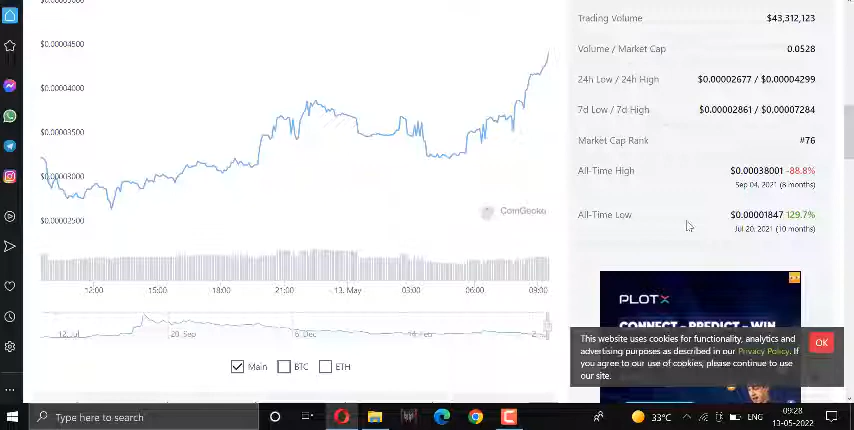 $0.00004500
$0.00004000
$0.00003500
$0.00003000
$0.00002500
CoinGecko
12:00 15:00 18:00 21:00 13. May 03:00 06:00 09:00
12. Jul 20. Sep 6. Dec 14. Feb
Main BTC ETH
Trading Volume $43,312,123
Volume / Market Cap 0.0528
24h Low / 24h High $0.00002677 / $0.00004299
7d Low / 7d High $0.00002861 / $0.00007284
Market Cap Rank #76
All-Time High $0.00038001 -88.8%
Sep 04, 2021 (8 months)
All-Time Low $0.00001847 129.7%
Jul 20, 2021 (10 months)
PLOTX
CONNECT - PREDICT - WIN
This website uses cookies for functionality, analytics and
advertising purposes as described in our Privacy Policy. If
you agree to our use of cookies, please continue to use
our site.
OK
Type here to search
33°C ENG
09:28
13-05-2022